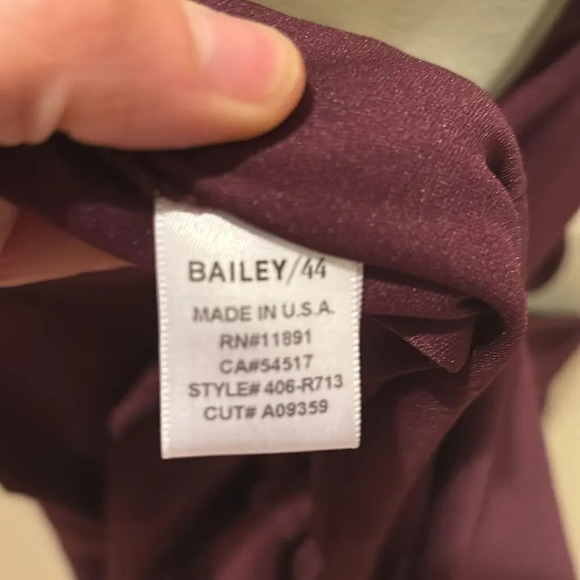 BAILEY/44
MADE IN U.S.A.
RN#11891
CA#54517
STYLE# 406-R713
CUT# A09359